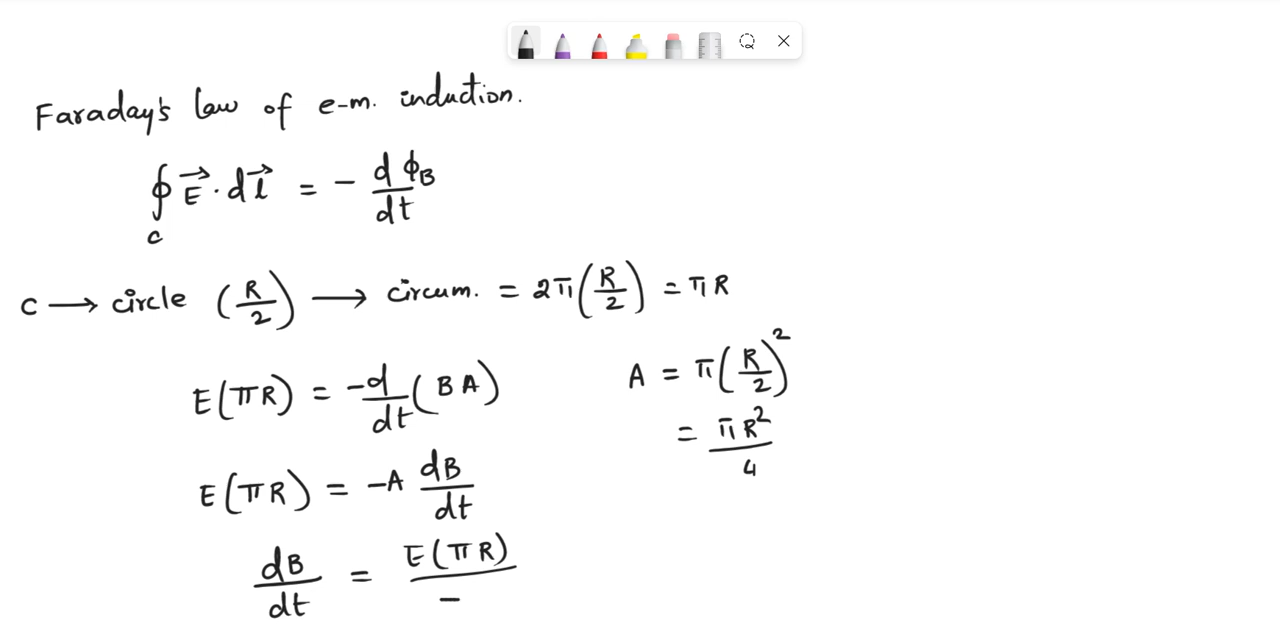 Faraday's law of e-m. induction.
∮_C E⃗ · dl⃗ = - dϕ_B/dt
C ⟶ circle (R/2) ⟶ circum. = 2π(R/2) = πR
E(πR) = -d/dt (BA)
A = π(R/2)²
= πR²/4
E(πR) = -A dB/dt
dB/dt = E(πR)/-